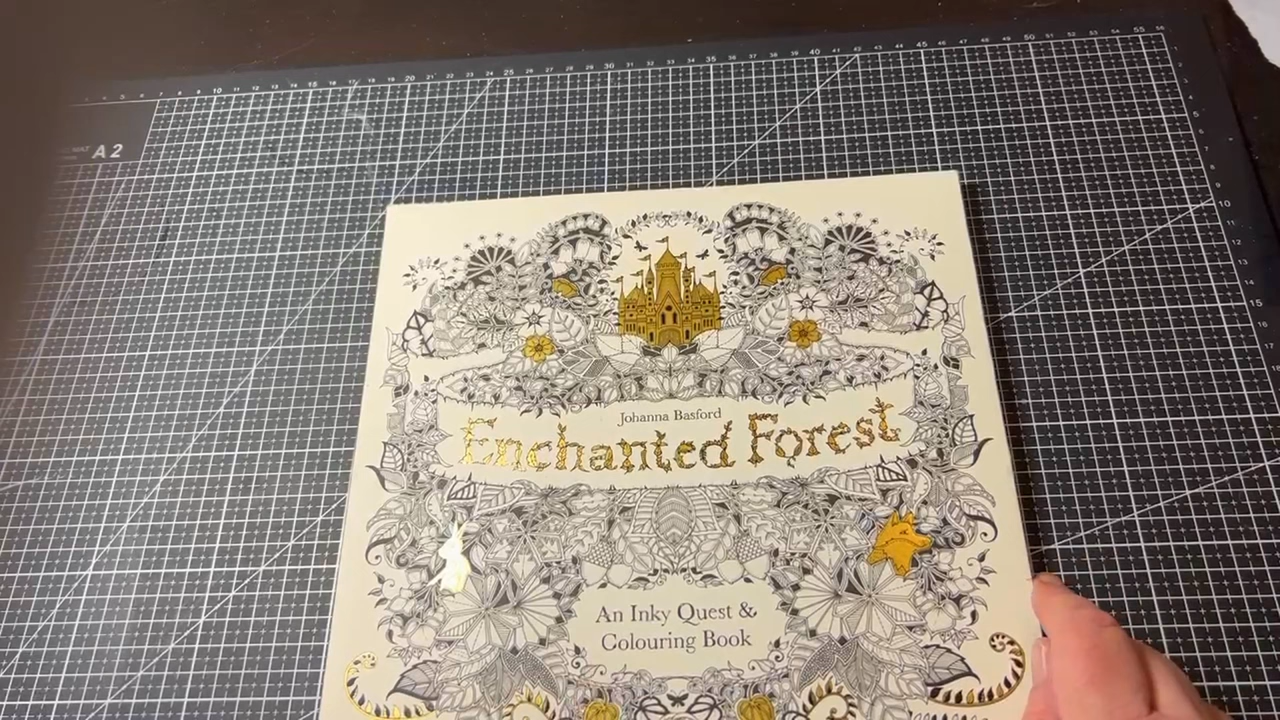 A2
Johanna Basford
Enchanted Forest
An Inky Quest &
Colouring Book